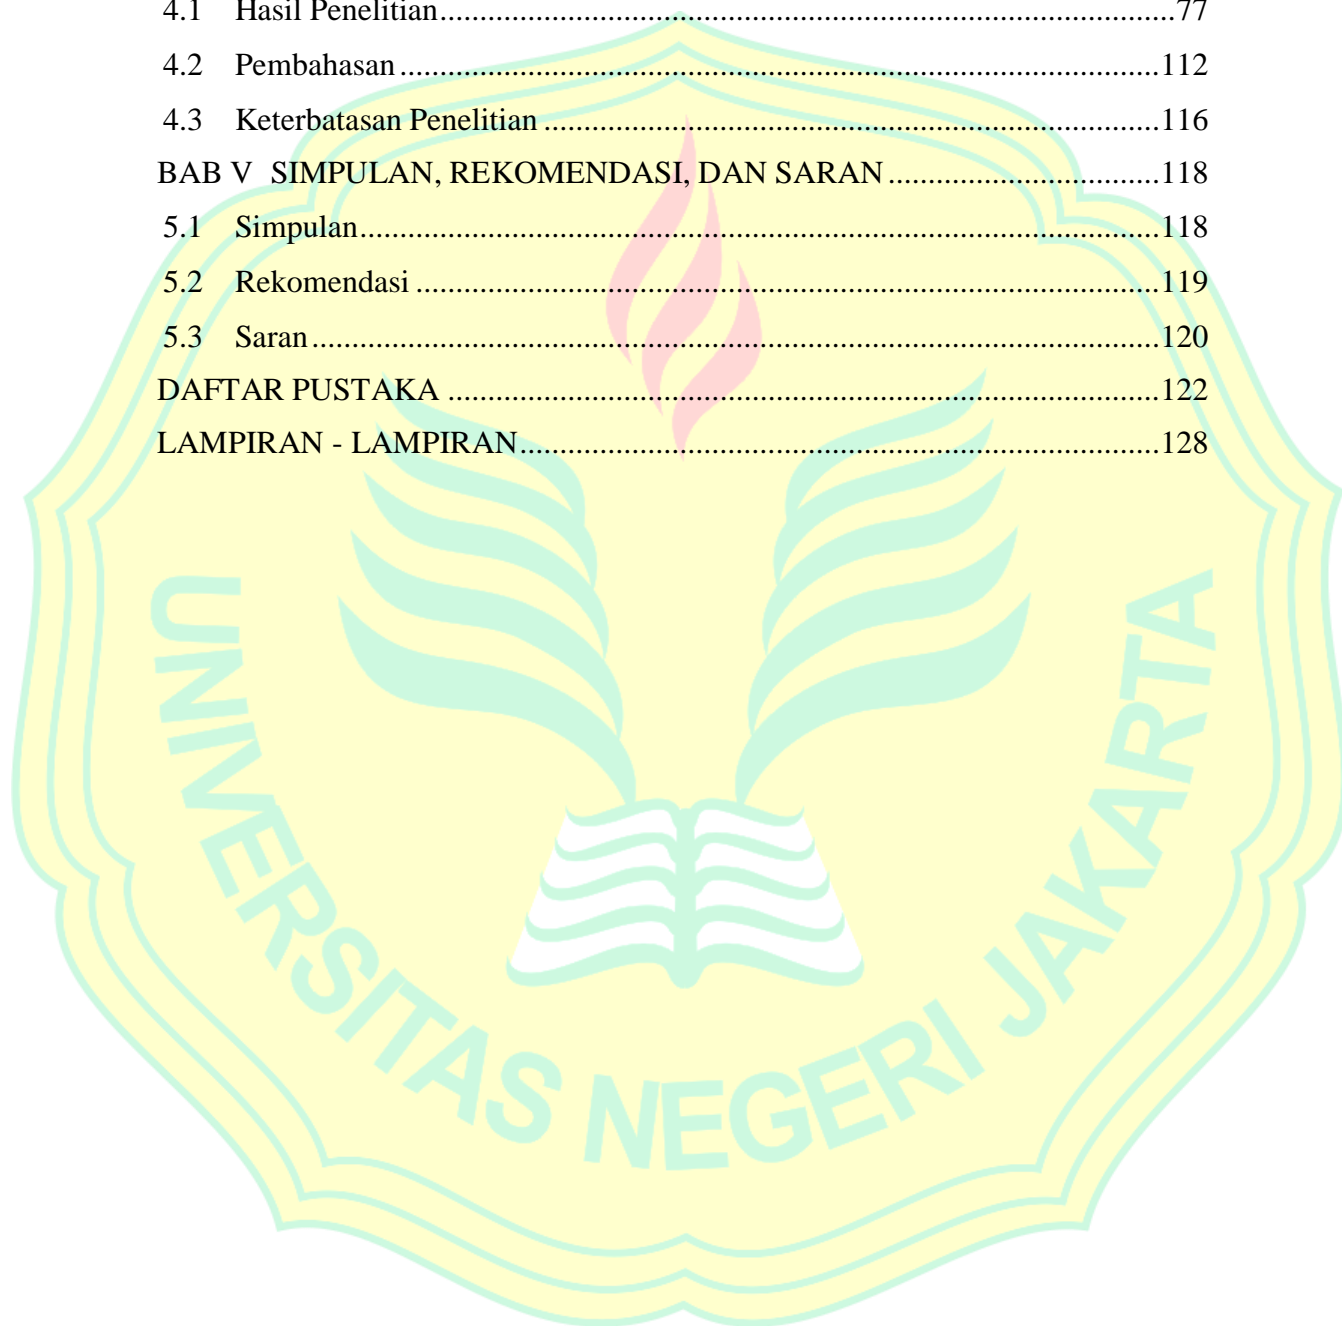 4.1 Hasil Penelitian............................................................................................77
4.2 Pembahasan ...............................................................................................112
4.3 Keterbatasan Penelitian .............................................................................116
BAB V SIMPULAN, REKOMENDASI, DAN SARAN ..................................118
5.1 Simpulan....................................................................................................118
5.2 Rekomendasi .............................................................................................119
5.3 Saran ..........................................................................................................120
DAFTAR PUSTAKA .........................................................................................122
LAMPIRAN - LAMPIRAN................................................................................128
UNIVERSITAS NEGERI JAKARTA